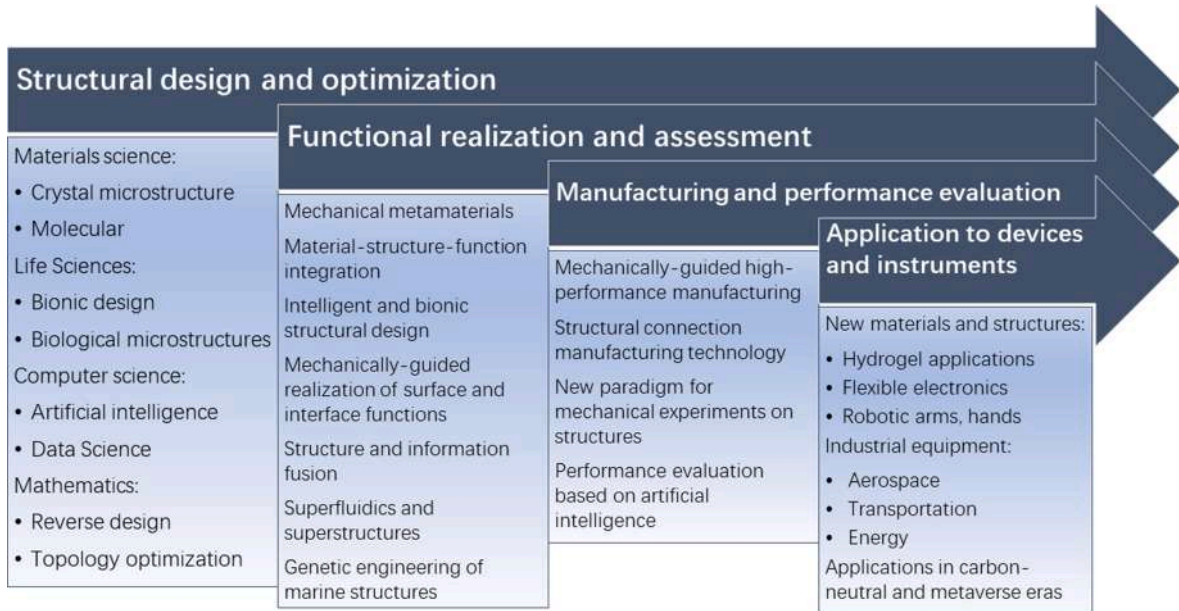 Structural design and optimization
Materials science:
• Crystal microstructure
• Molecular
Life Sciences:
• Bionic design
• Biological microstructures
Computer science:
• Artificial intelligence
• Data Science
Mathematics:
• Reverse design
• Topology optimization
Functional realization and assessment
Mechanical metamaterials
Material-structure-function
integration
Intelligent and bionic
structural design
Mechanically-guided
realization of surface and
interface functions
Structure and information
fusion
Superfluidics and
superstructures
Genetic engineering of
marine structures
Manufacturing and performance evaluation
Mechanically-guided high-
performance manufacturing
Structural connection
manufacturing technology
New paradigm for
mechanical experiments on
structures
Performance evaluation
based on artificial
intelligence
Application to devices
and instruments
New materials and structures:
• Hydrogel applications
• Flexible electronics
• Robotic arms, hands
Industrial equipment:
• Aerospace
• Transportation
• Energy
Applications in carbon-
neutral and metaverse eras